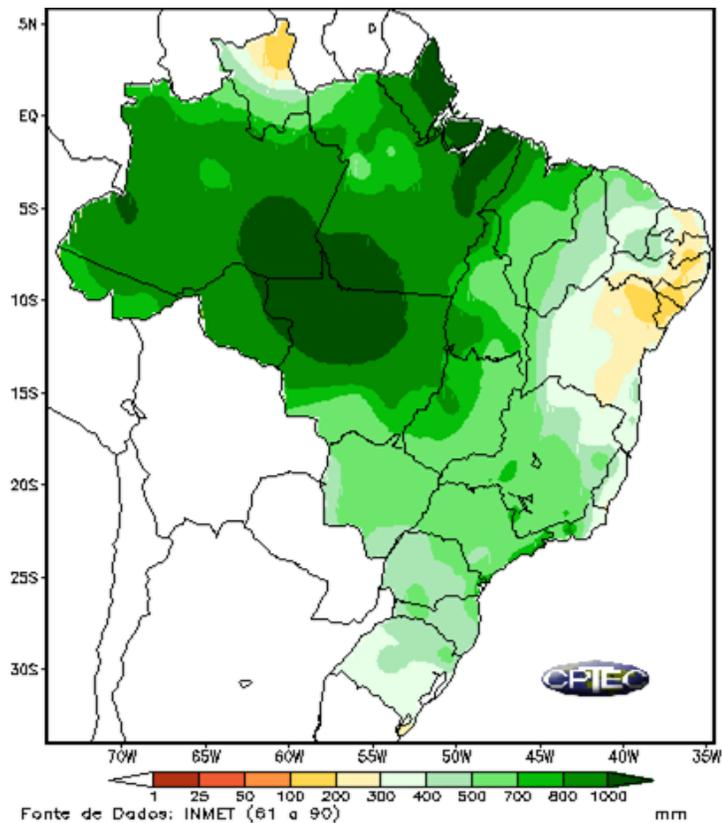 5N
EQ
5S
10S
15S
20S
25S
30S
CPTEC
70W 65W 60W 55W 50W 45W 40W 35W
1 25 50 100 200 300 400 500 700 800 1000
Fonte de Dados: INMET (61 a 90) mm